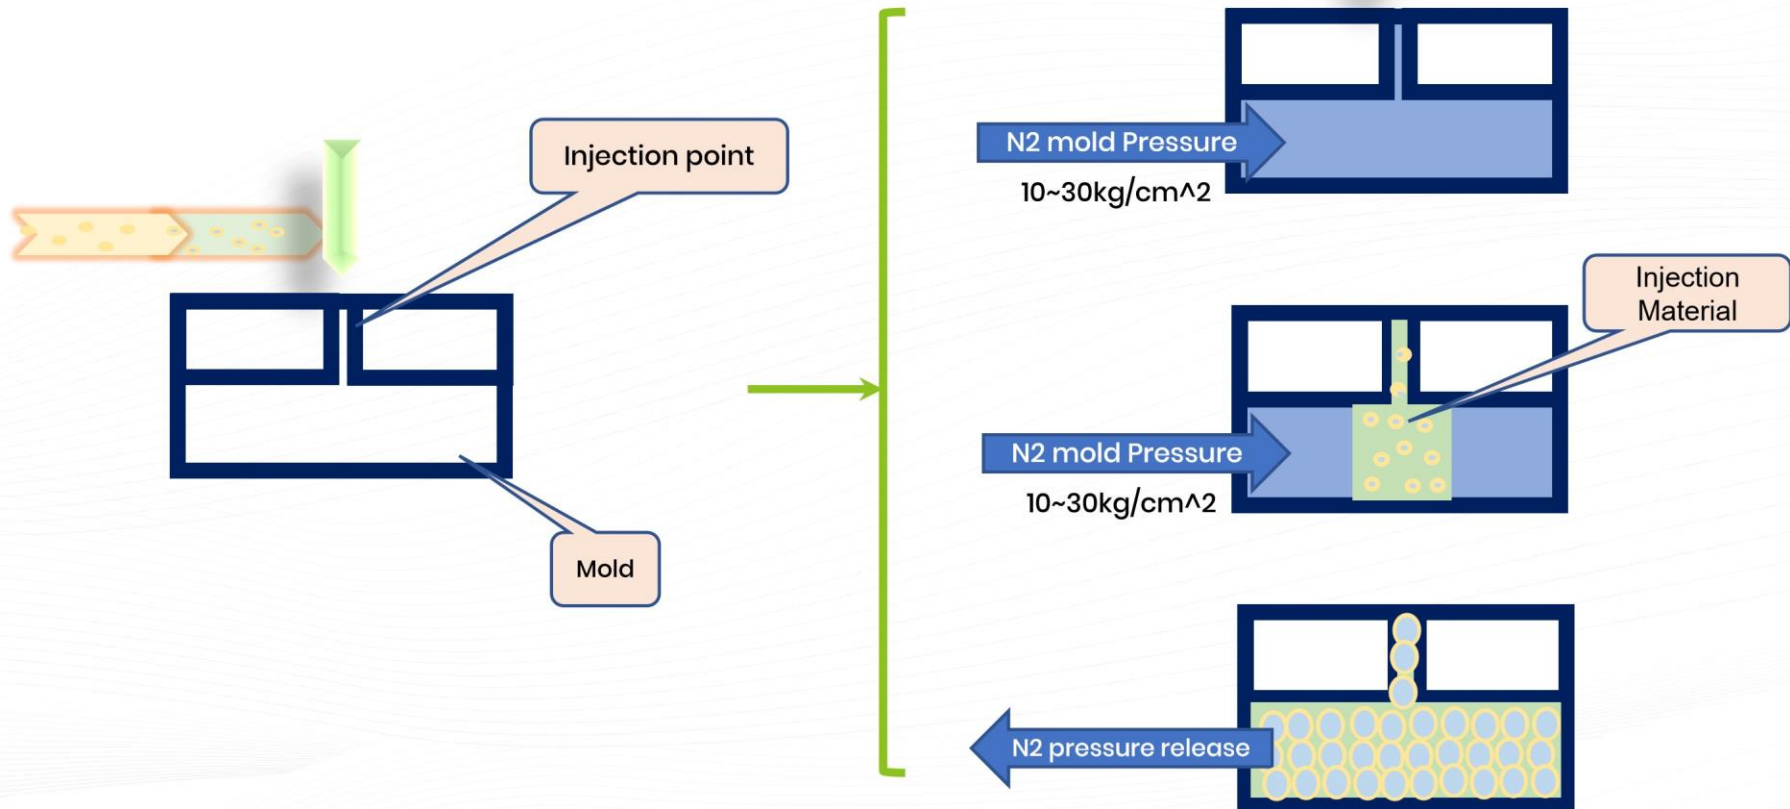 Injection point
Mold
N2 mold Pressure
10~30kg/cm^2
Injection
Material
N2 mold Pressure
10~30kg/cm^2
N2 pressure release